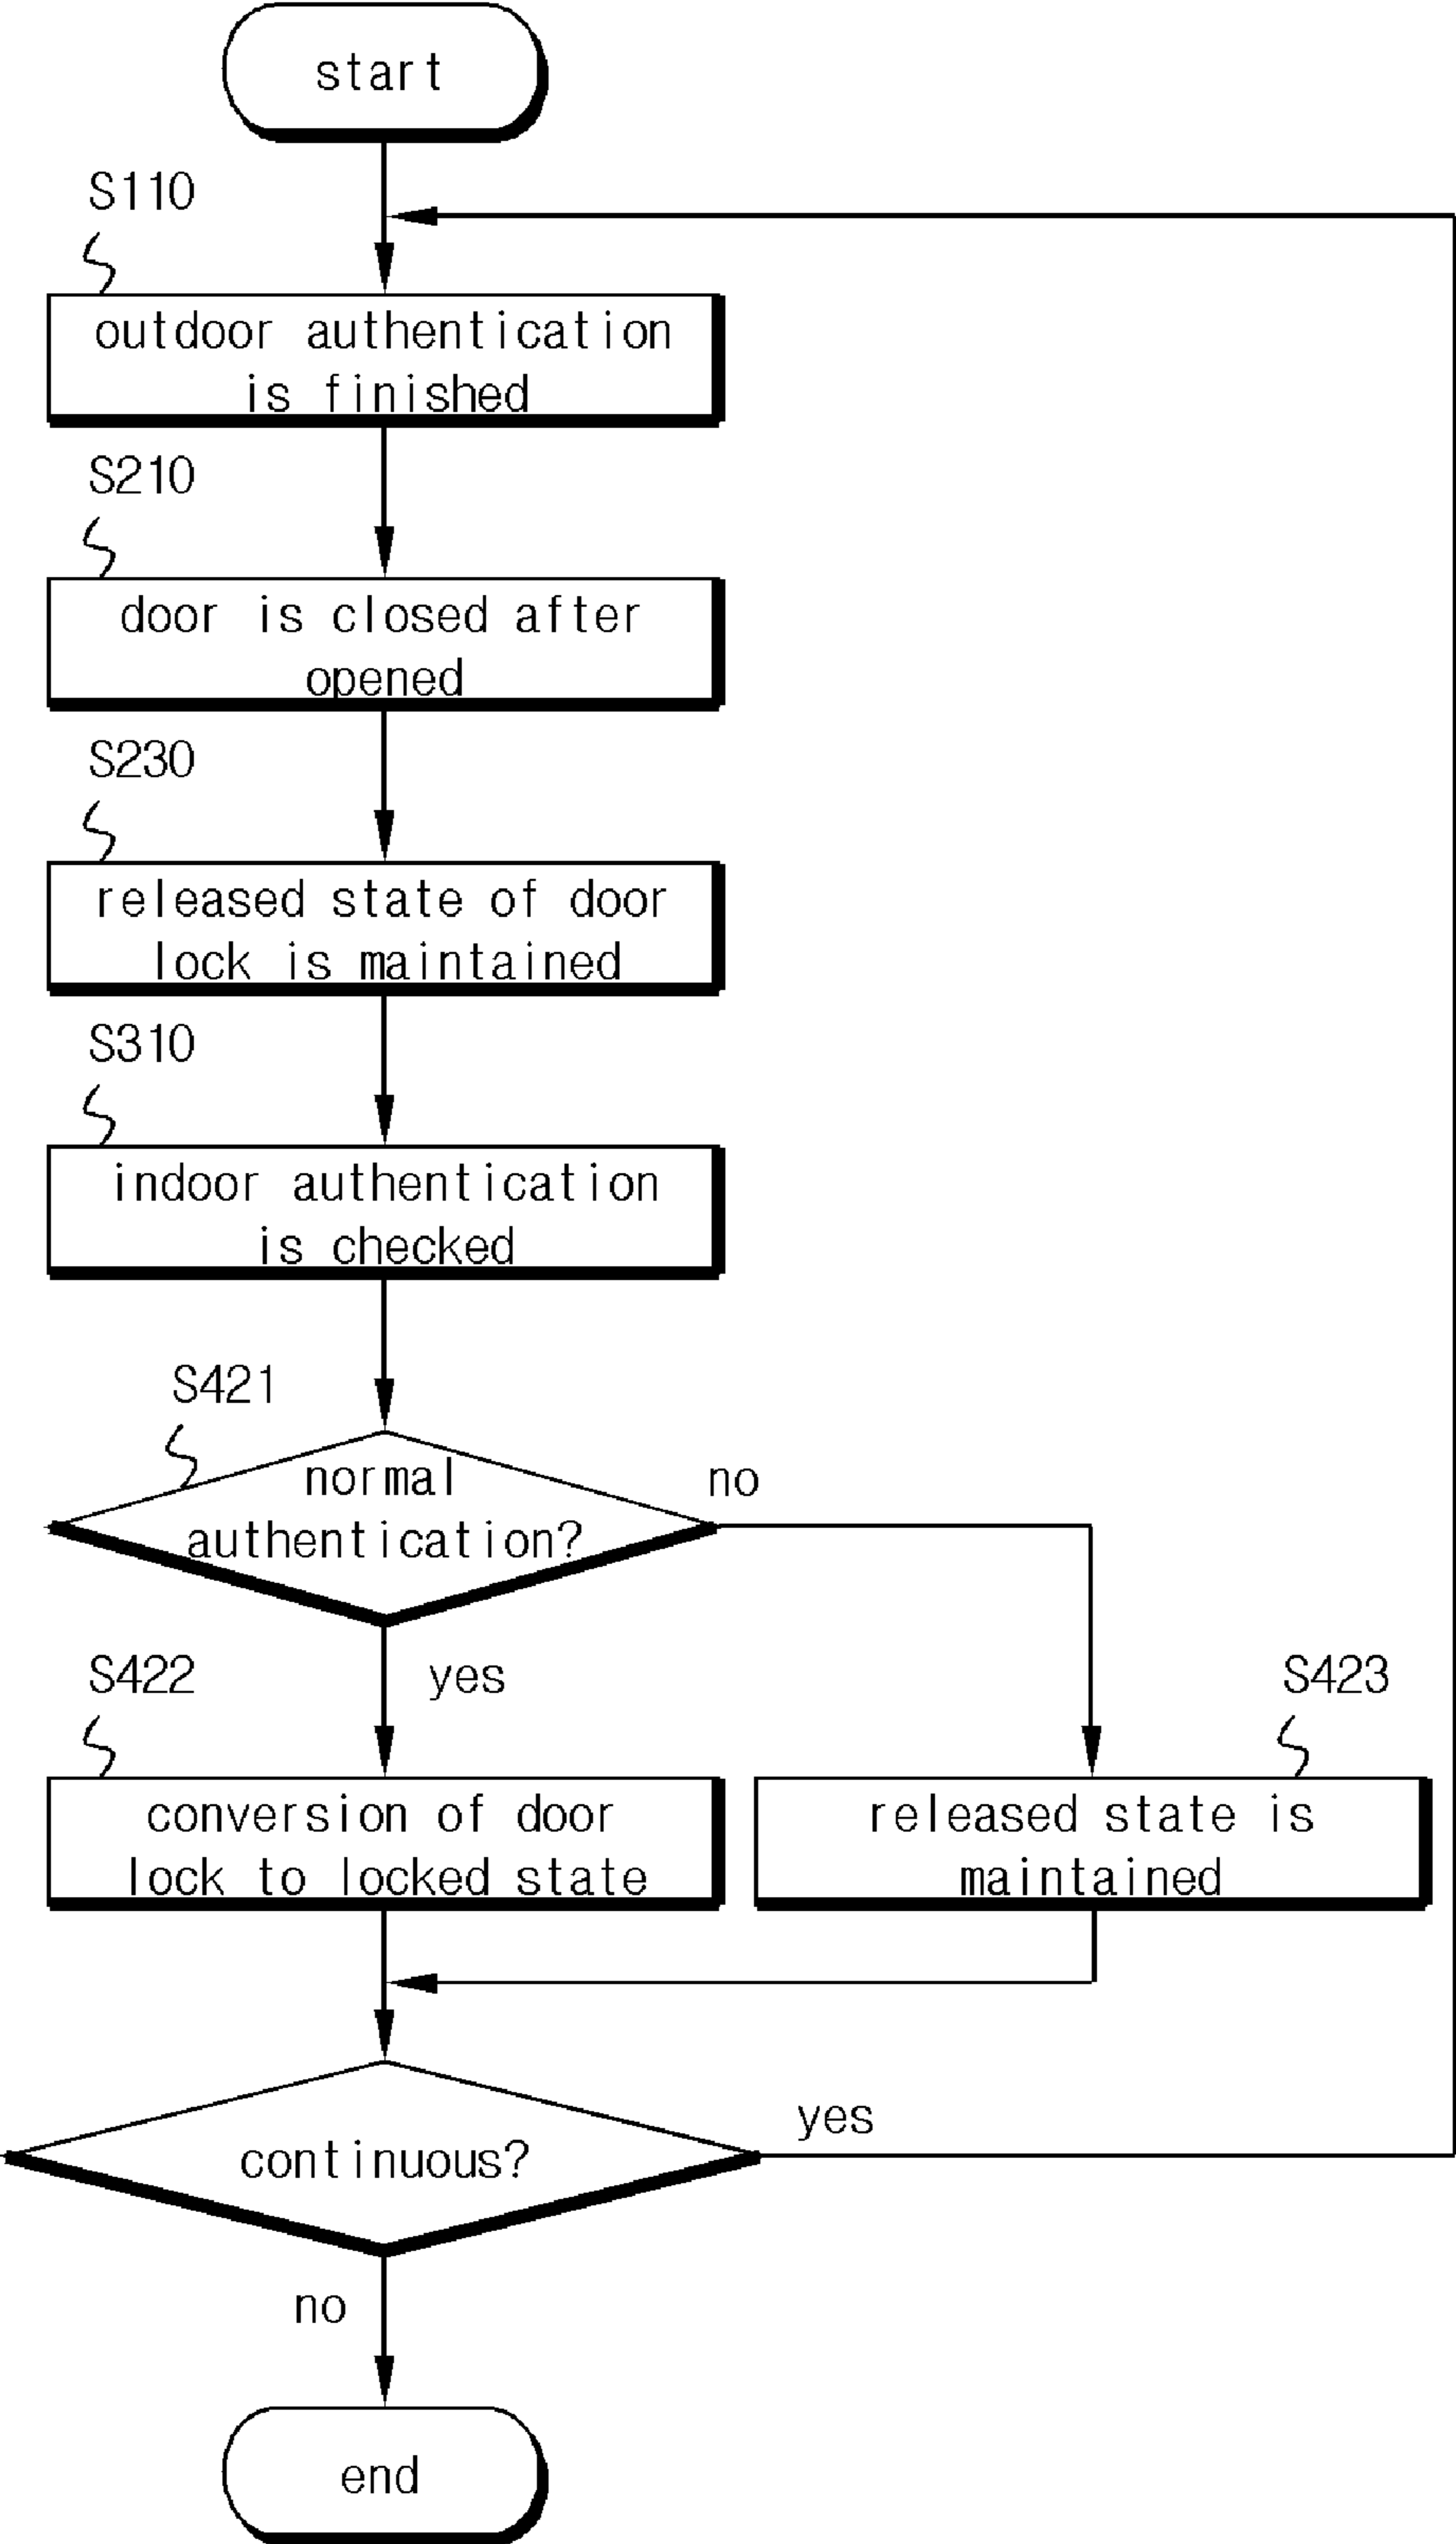 start
S110
outdoor authentication
is finished
S210
door is closed after
opened
S230
released state of door
lock is maintained
S310
indoor authentication
is checked
S421
normal
authentication?
no
yes
S422
conversion of door
lock to locked state
S423
released state is
maintained
continuous?
yes
no
end